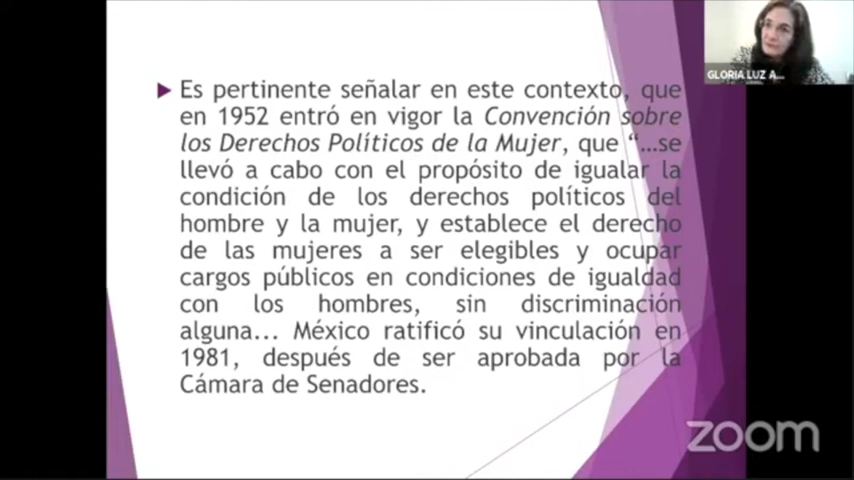 GLORIA LUZ A...
Es pertinente señalar en este contexto, que
en 1952 entró en vigor la Convención sobre
los Derechos Políticos de la Mujer, que “...se
llevó a cabo con el propósito de igualar la
condición de los derechos políticos del
hombre y la mujer, y establece el derecho
de las mujeres a ser elegibles y ocupar
cargos públicos en condiciones de igualdad
con los hombres, sin discriminación
alguna... México ratificó su vinculación en
1981, después de ser aprobada por la
Cámara de Senadores.
zoom